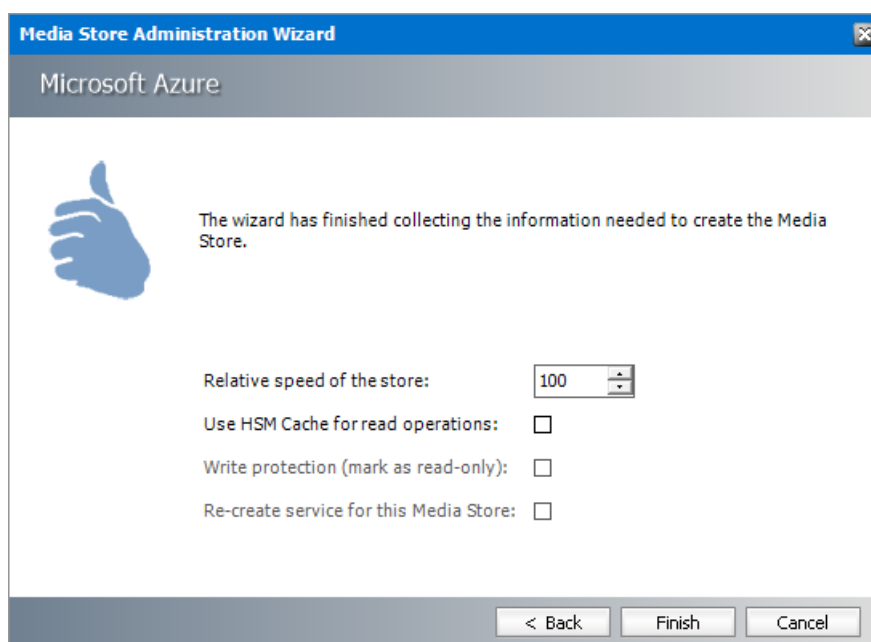 Media Store Administration Wizard
Microsoft Azure
The wizard has finished collecting the information needed to create the Media
Store.
Relative speed of the store: 100
Use HSM Cache for read operations:
Write protection (mark as read-only):
Re-create service for this Media Store:
< Back Finish Cancel